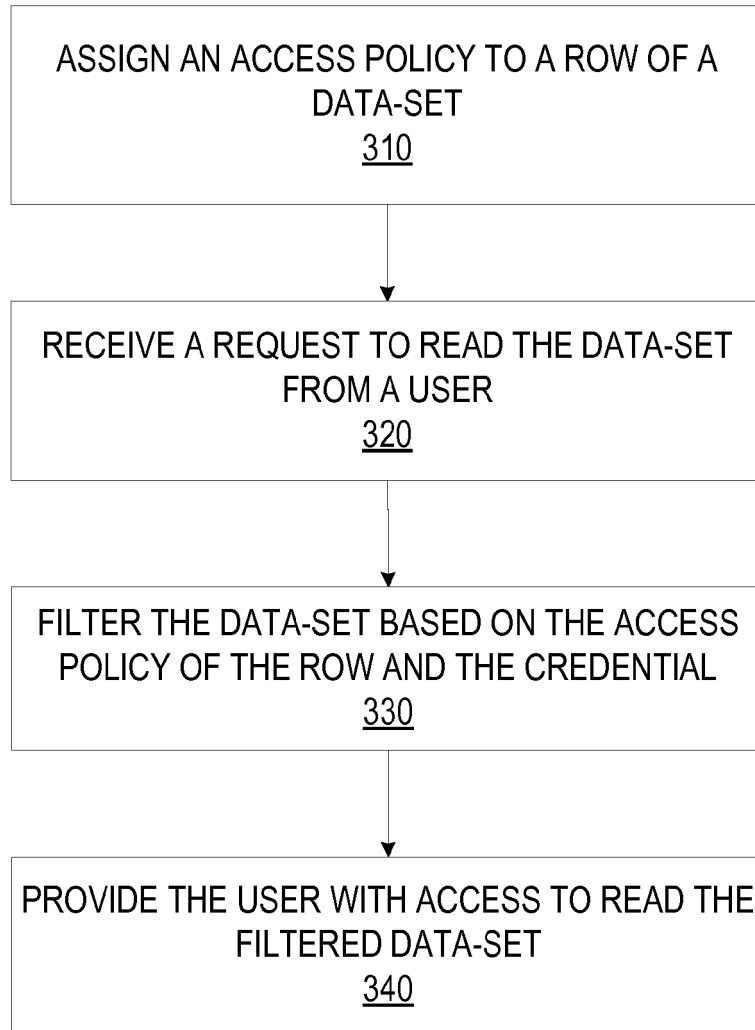 ASSIGN AN ACCESS POLICY TO A ROW OF A
DATA-SET
310
RECEIVE A REQUEST TO READ THE DATA-SET
FROM A USER
320
FILTER THE DATA-SET BASED ON THE ACCESS
POLICY OF THE ROW AND THE CREDENTIAL
330
PROVIDE THE USER WITH ACCESS TO READ THE
FILTERED DATA-SET
340